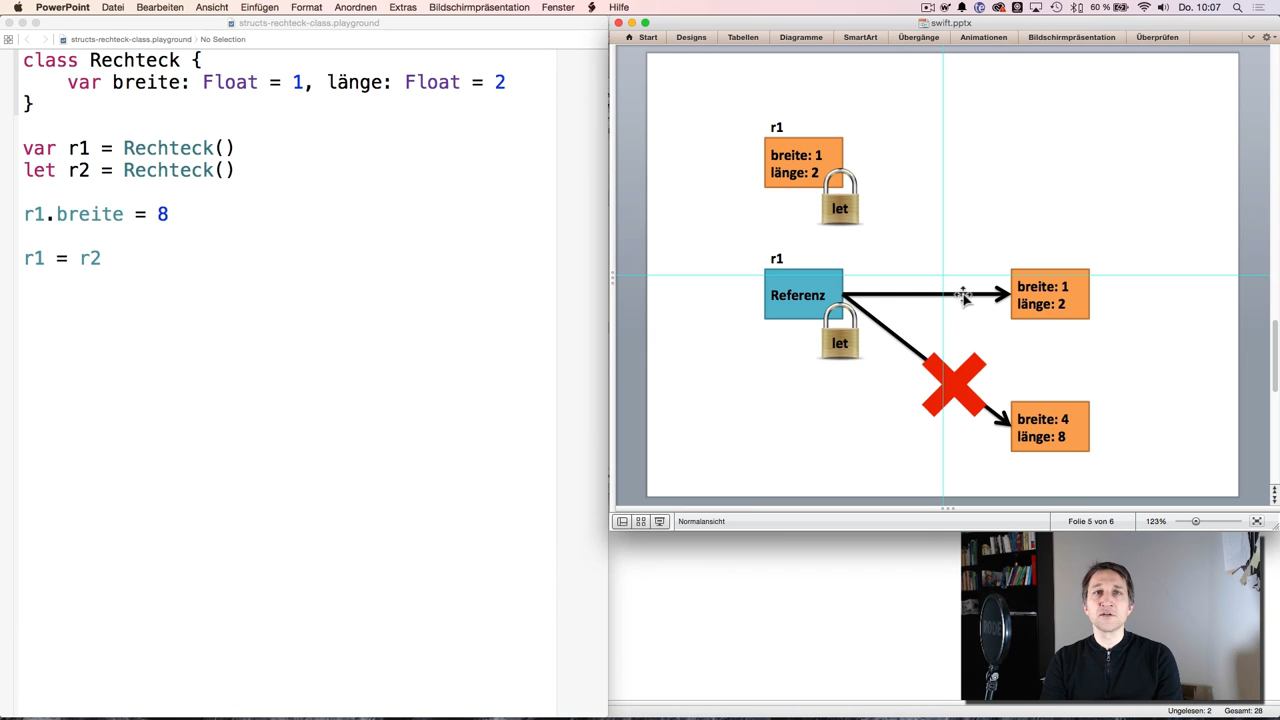 PowerPoint Datei Bearbeiten Ansicht Einfügen Format Anordnen Extras Bildschirmpräsentation Fenster Hilfe 60 % Do. 10:07
structs-rechteck-class.playground
structs-rechteck-class.playground No Selection
class Rechteck {
var breite: Float = 1, länge: Float = 2
}
var r1 = Rechteck()
let r2 = Rechteck()
r1.breite = 8
r1 = r2
swift.pptx
Start Designs Tabellen Diagramme SmartArt Übergänge Animationen Bildschirmpräsentation Überprüfen
r1
breite: 1
länge: 2
let
r1
Referenz
let
breite: 1
länge: 2
breite: 4
länge: 8
Normalansicht Folie 5 von 6 123%
RODE
Ungelesen: 2 Gesamt: 28